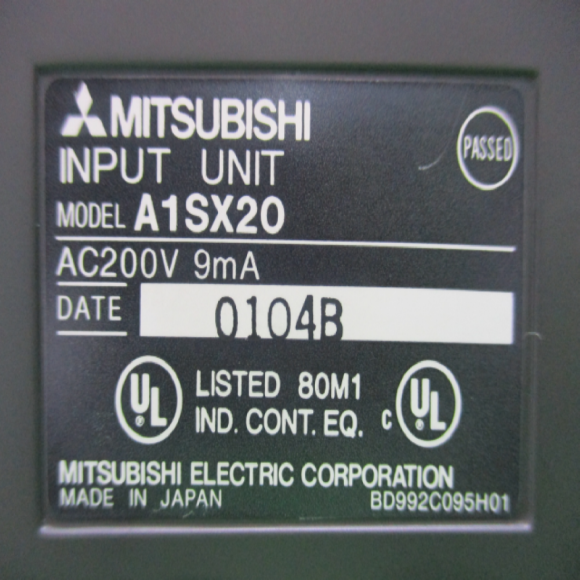 MITSUBISHI
INPUT UNIT
PASSED
MODEL A1SX20
AC200V 9mA
DATE 0104B
UL LISTED 80M1 c UL
IND. CONT. EQ.
MITSUBISHI ELECTRIC CORPORATION
MADE IN JAPAN BD992C095H01